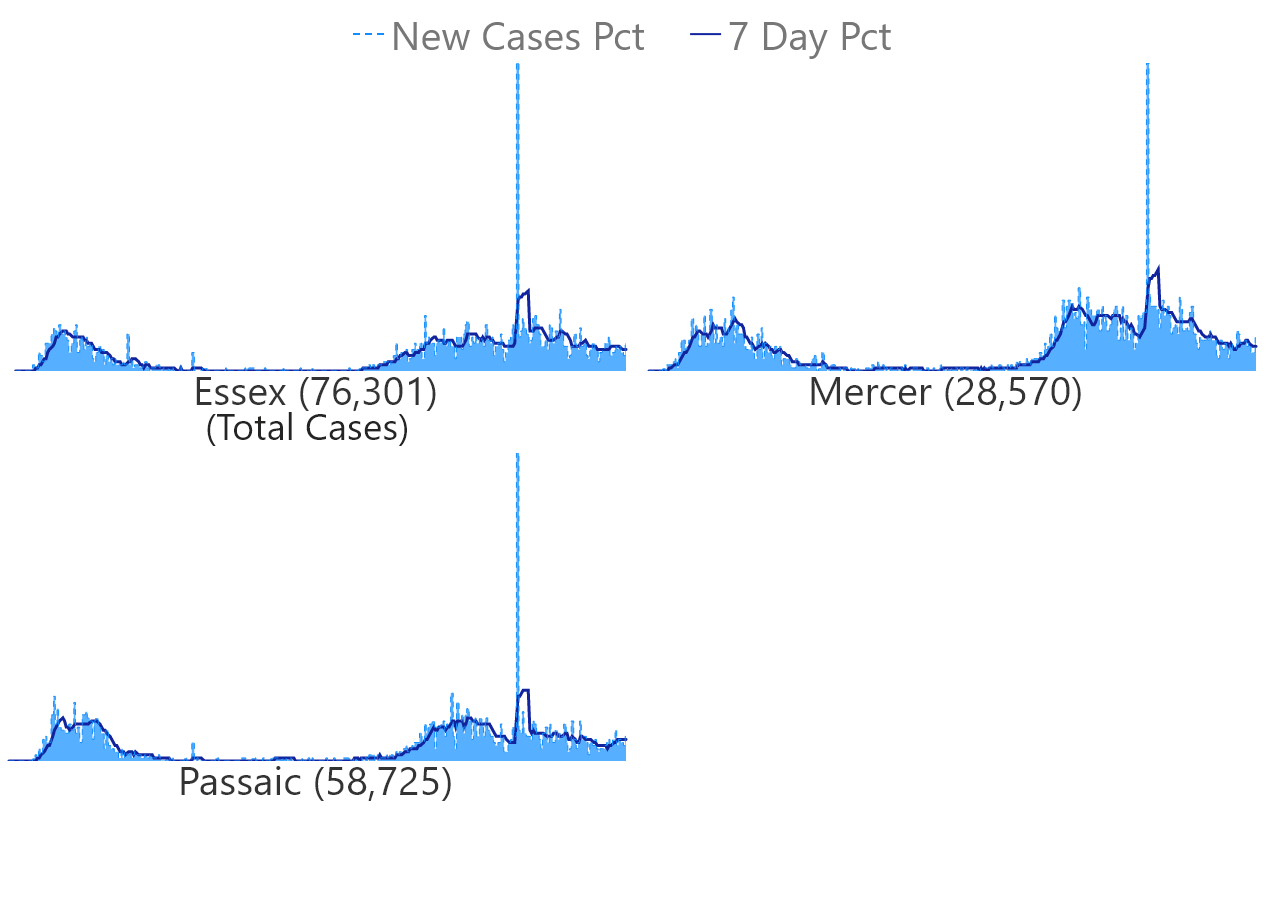 New Cases Pct 7 Day Pct
Essex (76,301)
(Total Cases)
Mercer (28,570)
Passaic (58,725)